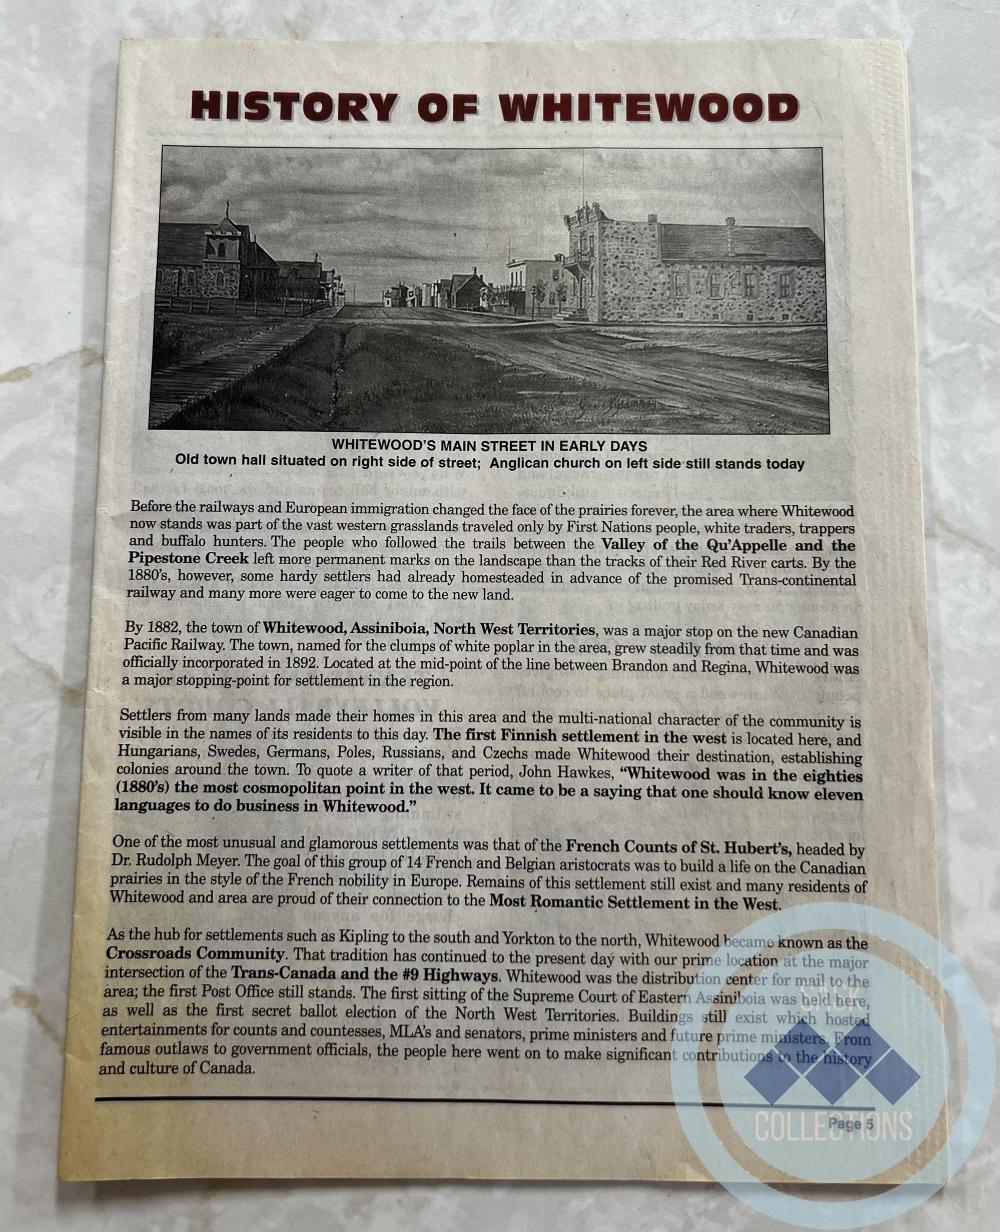 HISTORY OF WHITEWOOD
WHITEWOOD'S MAIN STREET IN EARLY DAYS
Old town hall situated on right side of street; Anglican church on left side still stands today
Before the railways and European immigration changed the face of the prairies forever, the area where Whitewood
now stands was part of the vast western grasslands traveled only by First Nations people, white traders, trappers
and buffalo hunters. The people who followed the trails between the Valley of the Qu'Appelle and the
Pipestone Creek left more permanent marks on the landscape than the tracks of their Red River carts. By the
1880's, however, some hardy settlers had already homesteaded in advance of the promised Trans-continental
railway and many more were eager to come to the new land.
By 1882, the town of Whitewood, Assiniboia, North West Territories, was a major stop on the new Canadian
Pacific Railway. The town, named for the clumps of white poplar in the area, grew steadily from that time and was
officially incorporated in 1892. Located at the mid-point of the line between Brandon and Regina, Whitewood was
a major stopping-point for settlement in the region.
Settlers from many lands made their homes in this area and the multi-national character of the community is
visible in the names of its residents to this day. The first Finnish settlement in the west is located here, and
Hungarians, Swedes, Germans, Poles, Russians, and Czechs made Whitewood their destination, establishing
colonies around the town. To quote a writer of that period, John Hawkes, "Whitewood was in the eighties
(1880's) the most cosmopolitan point in the west. It came to be a saying that one should know eleven
languages to do business in Whitewood."
One of the most unusual and glamorous settlements was that of the French Counts of St. Hubert's, headed by
Dr. Rudolph Meyer. The goal of this group of 14 French and Belgian aristocrats was to build a life on the Canadian
prairies in the style of the French nobility in Europe. Remains of this settlement still exist and many residents of
Whitewood and area are proud of their connection to the Most Romantic Settlement in the West.
As the hub for settlements such as Kipling to the south and Yorkton to the north, Whitewood became known as the
Crossroads Community. That tradition has continued to the present day with our prime location at the major
intersection of the Trans-Canada and the #9 Highways. Whitewood was the distribution center for mail to the
area; the first Post Office still stands. The first sitting of the Supreme Court of Eastern Assiniboia was held here,
as well as the first secret ballot election of the North West Territories. Buildings still exist which hosted
entertainments for counts and countesses, MLA's and senators, prime ministers and future prime ministers. From
famous outlaws to government officials, the people here went on to make significant contributions to the history
and culture of Canada.
Page 5
COLLECTIONS